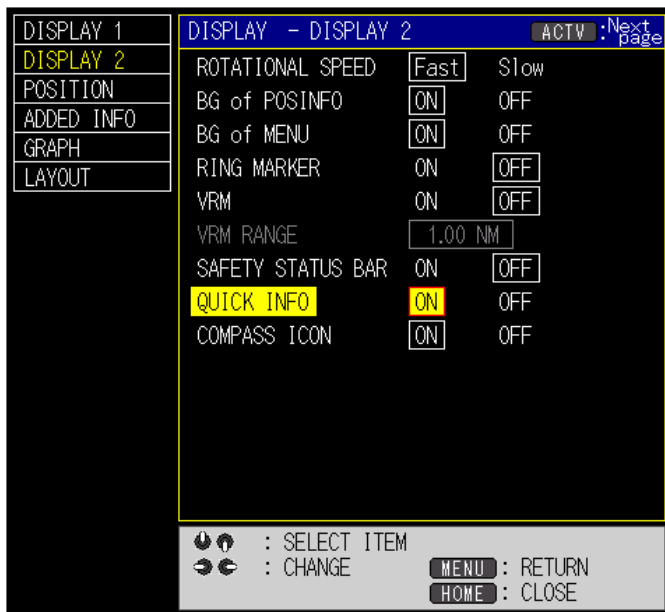 DISPLAY 1
DISPLAY 2
POSITION
ADDED INFO
GRAPH
LAYOUT
DISPLAY - DISPLAY 2 ACTV :Next page
ROTATIONAL SPEED Fast Slow
BG of POSINFO ON OFF
BG of MENU ON OFF
RING MARKER ON OFF
VRM ON OFF
VRM RANGE 1.00 NM
SAFETY STATUS BAR ON OFF
QUICK INFO ON OFF
COMPASS ICON ON OFF
: SELECT ITEM
: CHANGE MENU : RETURN
HOME : CLOSE